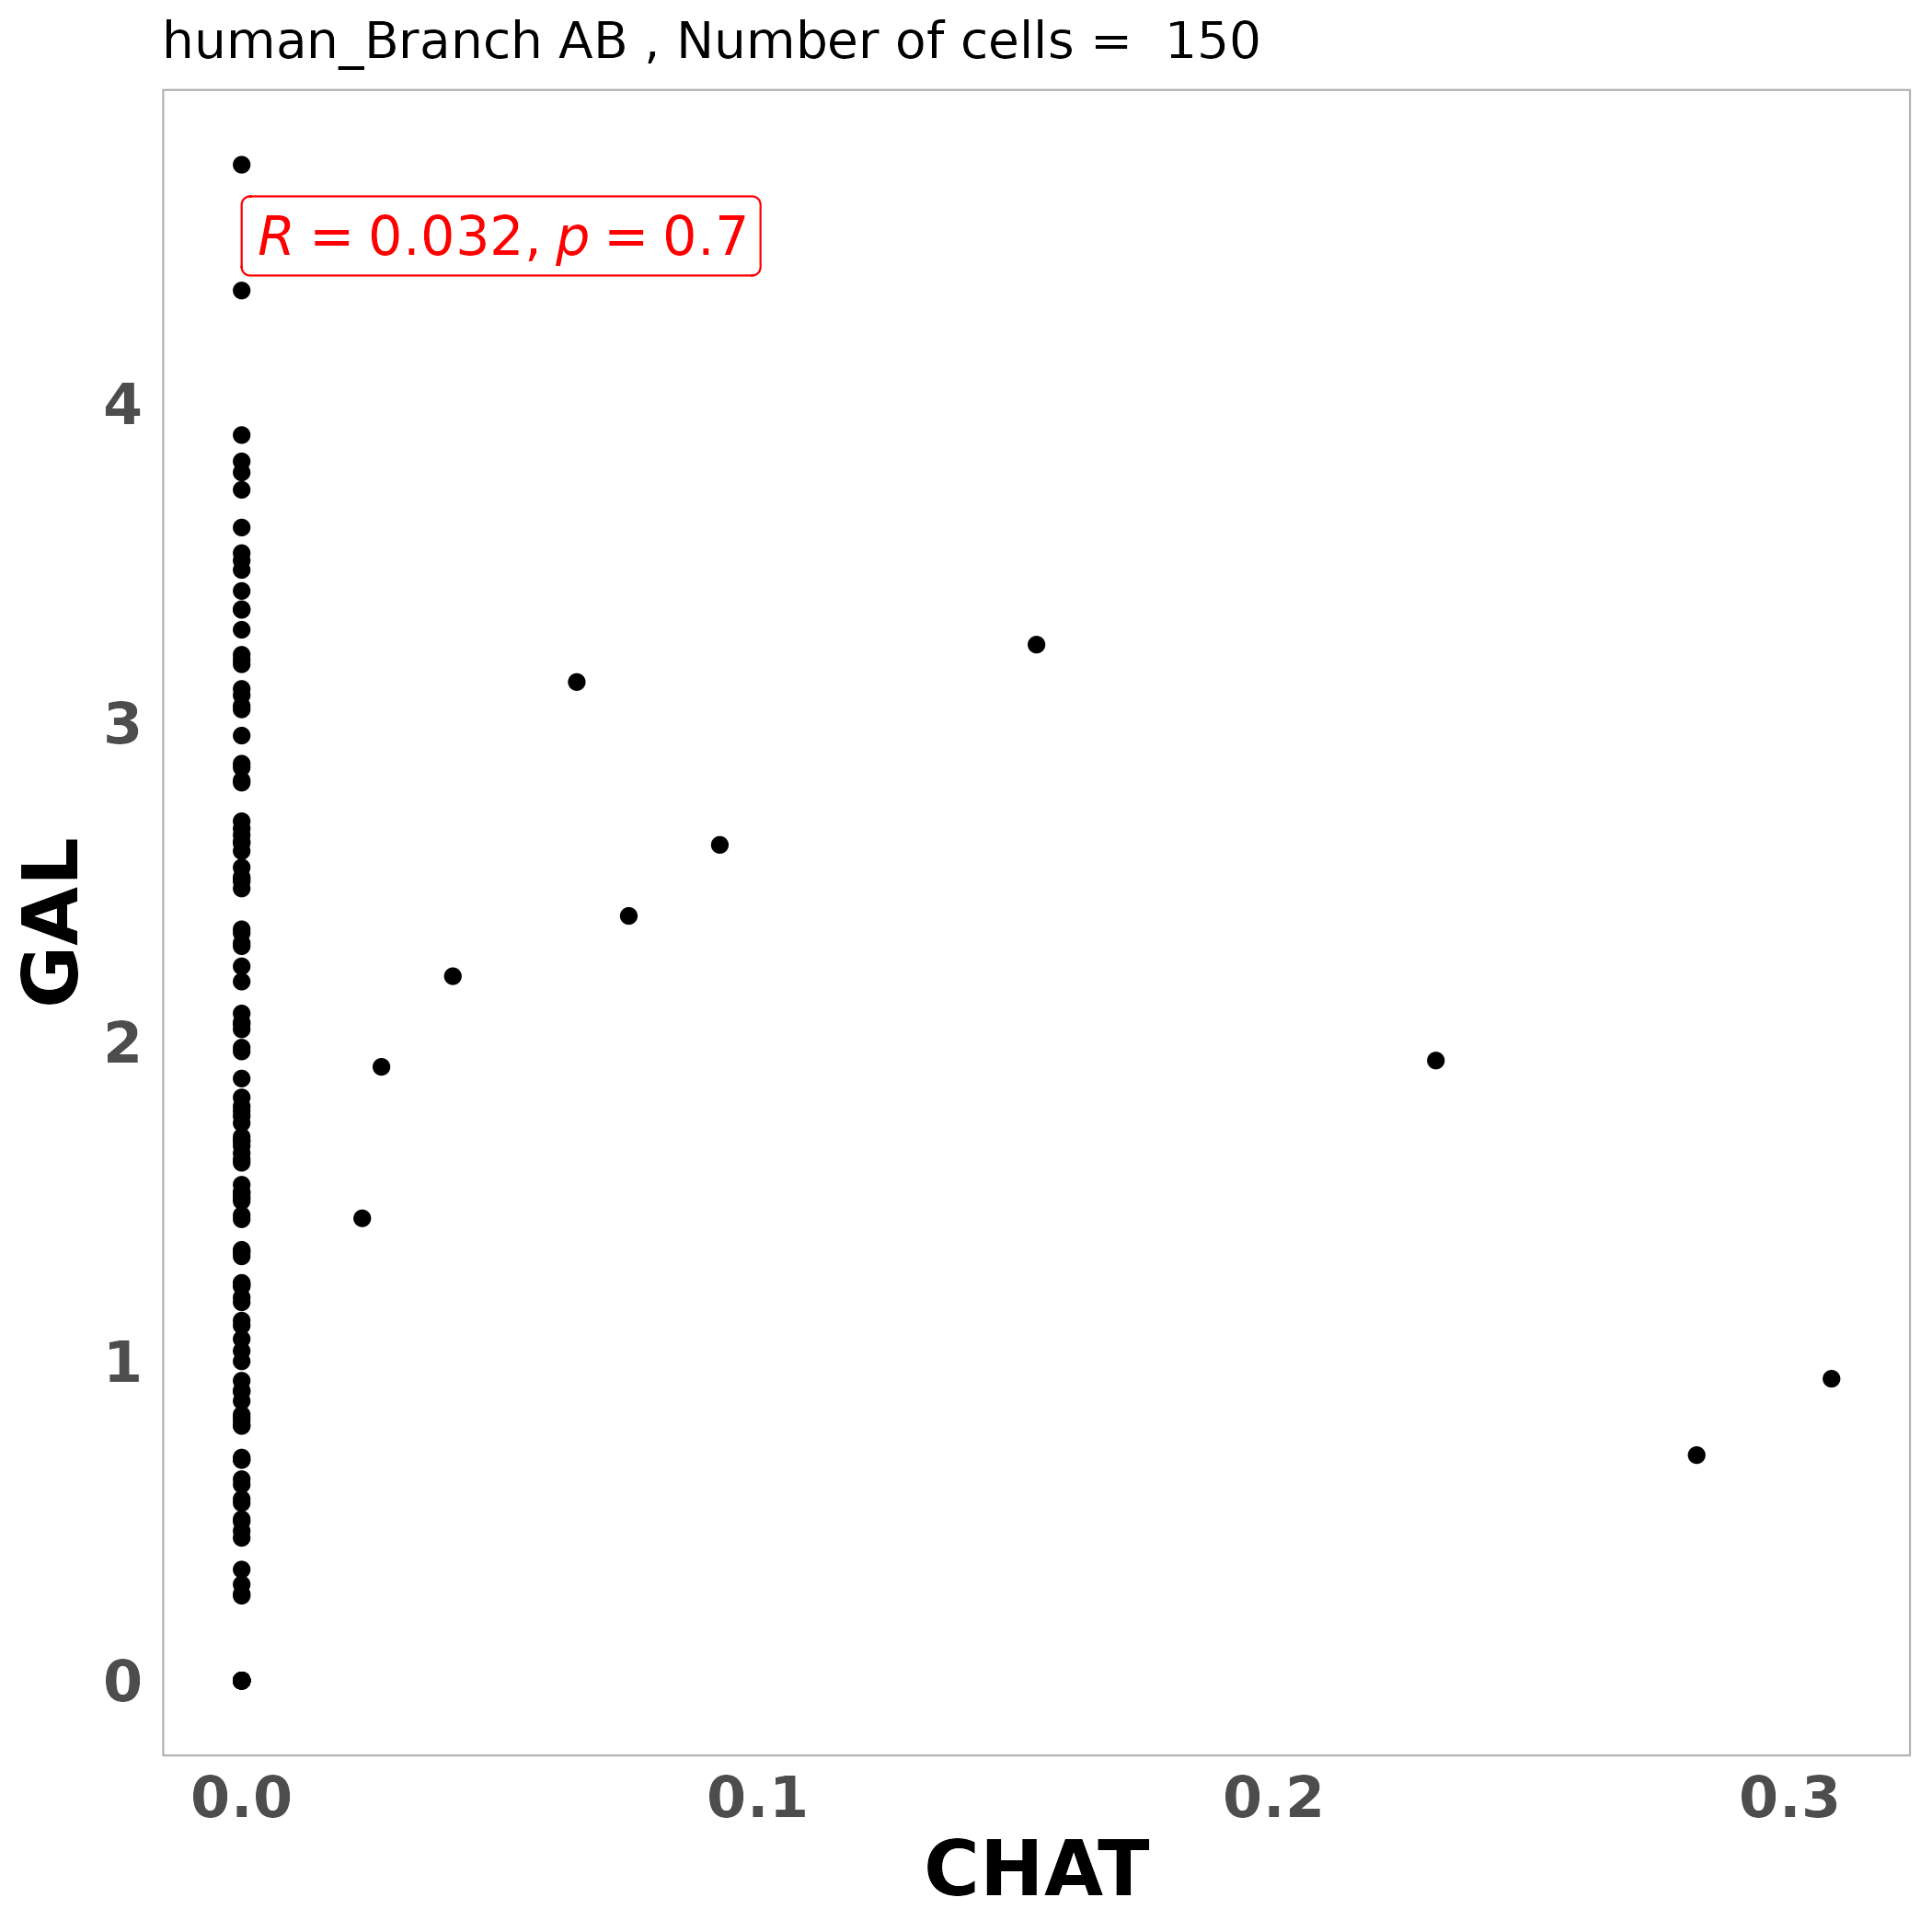 human_Branch AB , Number of cells =  150
R = 0.032, p = 0.7
4
3
2
1
0
GAL
0.0 0.1 0.2 0.3
CHAT